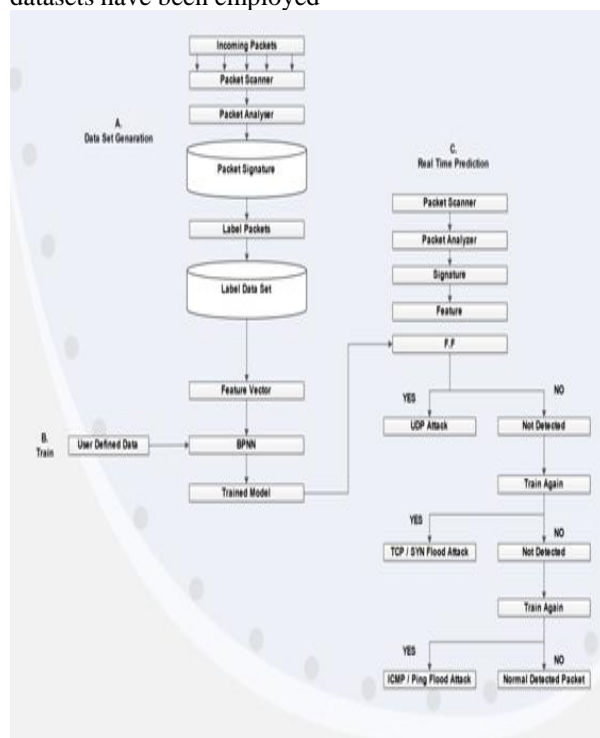 datasets have been employed
Incoming Packets
Packet Scanner
Packet Analyser
A.
Data Set Genaration
Packet Signature
Label Packets
Label Data Set
Feature Vector
B.
Train
User Defined Data
BPNN
Trained Model
C.
Real Time Prediction
Packet Scanner
Packet Analyzer
Signature
Feature
F.F
YES
NO
UDP Attack
Not Detected
Train Again
YES
NO
TCP / SYN Flood Attack
Not Detected
Train Again
YES
NO
ICMP / Ping Flood Attack
Normal Detected Packet